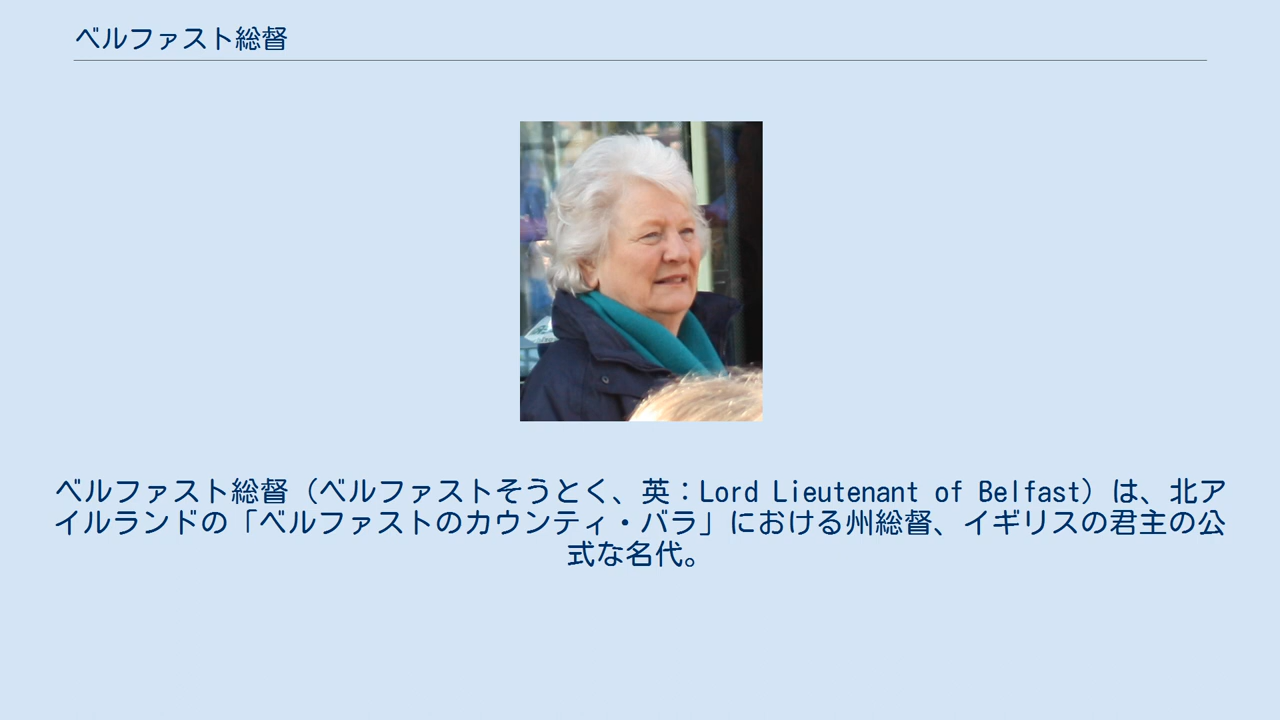 ベルファスト総督
ベルファスト総督（ベルファストそうとく、英：Lord Lieutenant of Belfast）は、北ア
イルランドの「ベルファストのカウンティ・バラ」における州総督、イギリスの君主の公
式な名代。